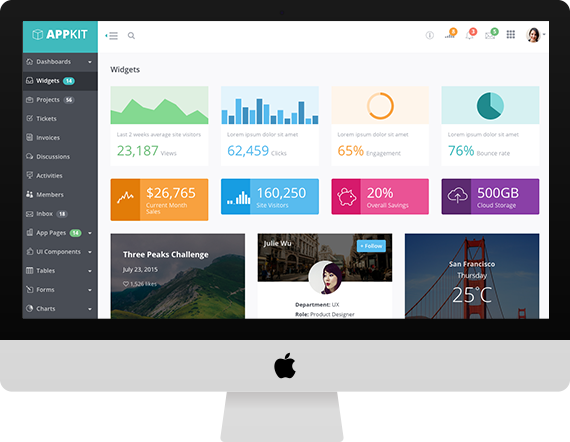 APPKIT
8
3
5
Dashboards
Widgets 14
Projects 56
Tickets
Invoices
Discussions
Activities
Members
Inbox 18
App Pages 14
UI Components
Tables
Forms
Charts
Widgets
Last 2 weeks average site visitors
23,187 Views
Lorem ipsum dolor sit amet
62,459 Clicks
Lorem ipsum dolor sit amet
65% Engagement
Lorem ipsum dolor sit amet
76% Bounce rate
$26,765
Current Month
Sales
160,250
Site Visitors
20%
Overall Savings
500GB
Cloud Storage
Three Peaks Challenge
July 23, 2015
1,526 likes
Julie Wu
+ Follow
Department: UX
Role: Product Designer
San Francisco
Thursday
25°C